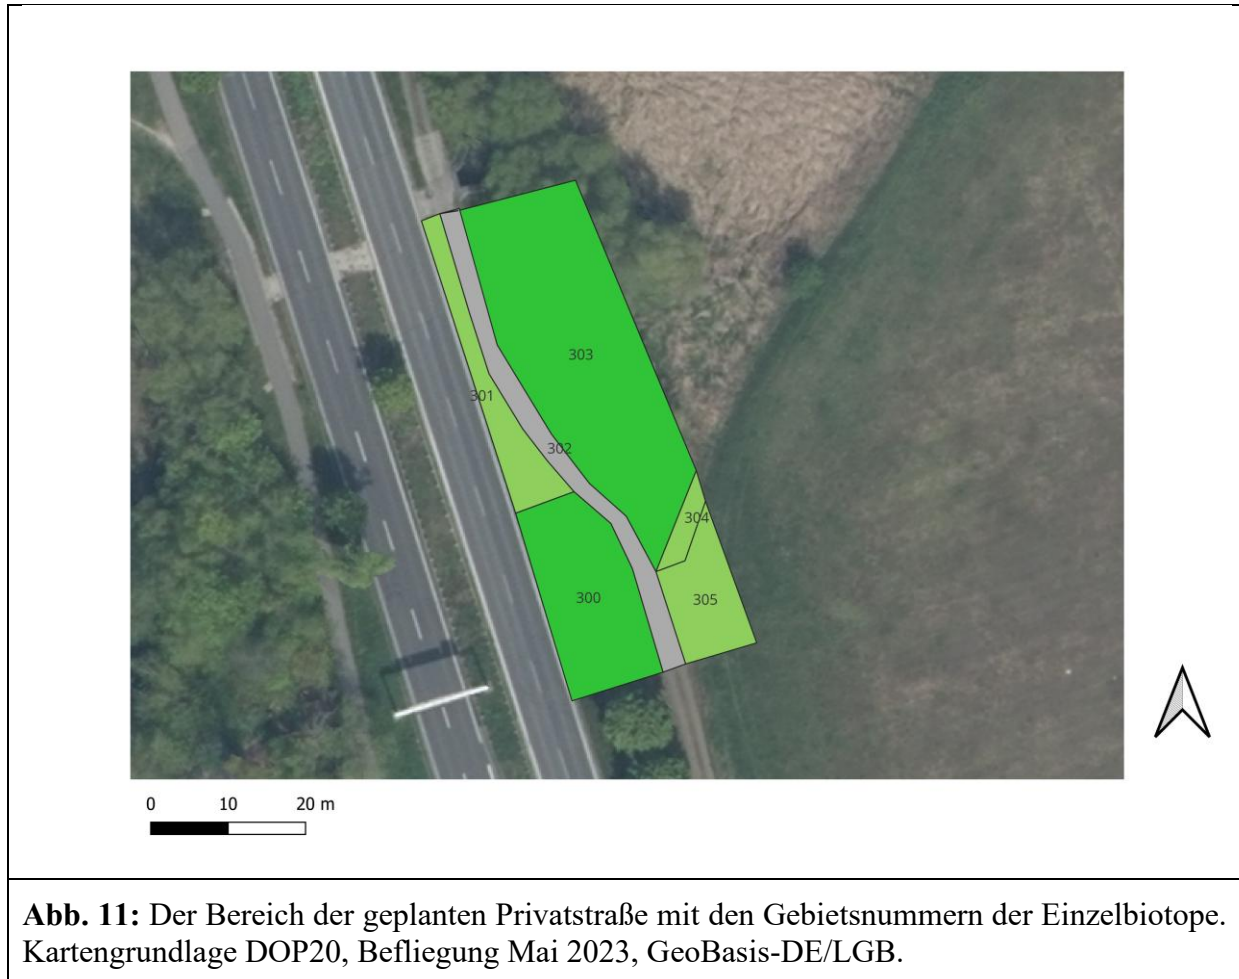 303
301
302
304
300
305
0 10 20 m
Abb. 11: Der Bereich der geplanten Privatstraße mit den Gebietsnummern der Einzelbiotope.
Kartengrundlage DOP20, Befliegung Mai 2023, GeoBasis-DE/LGB.